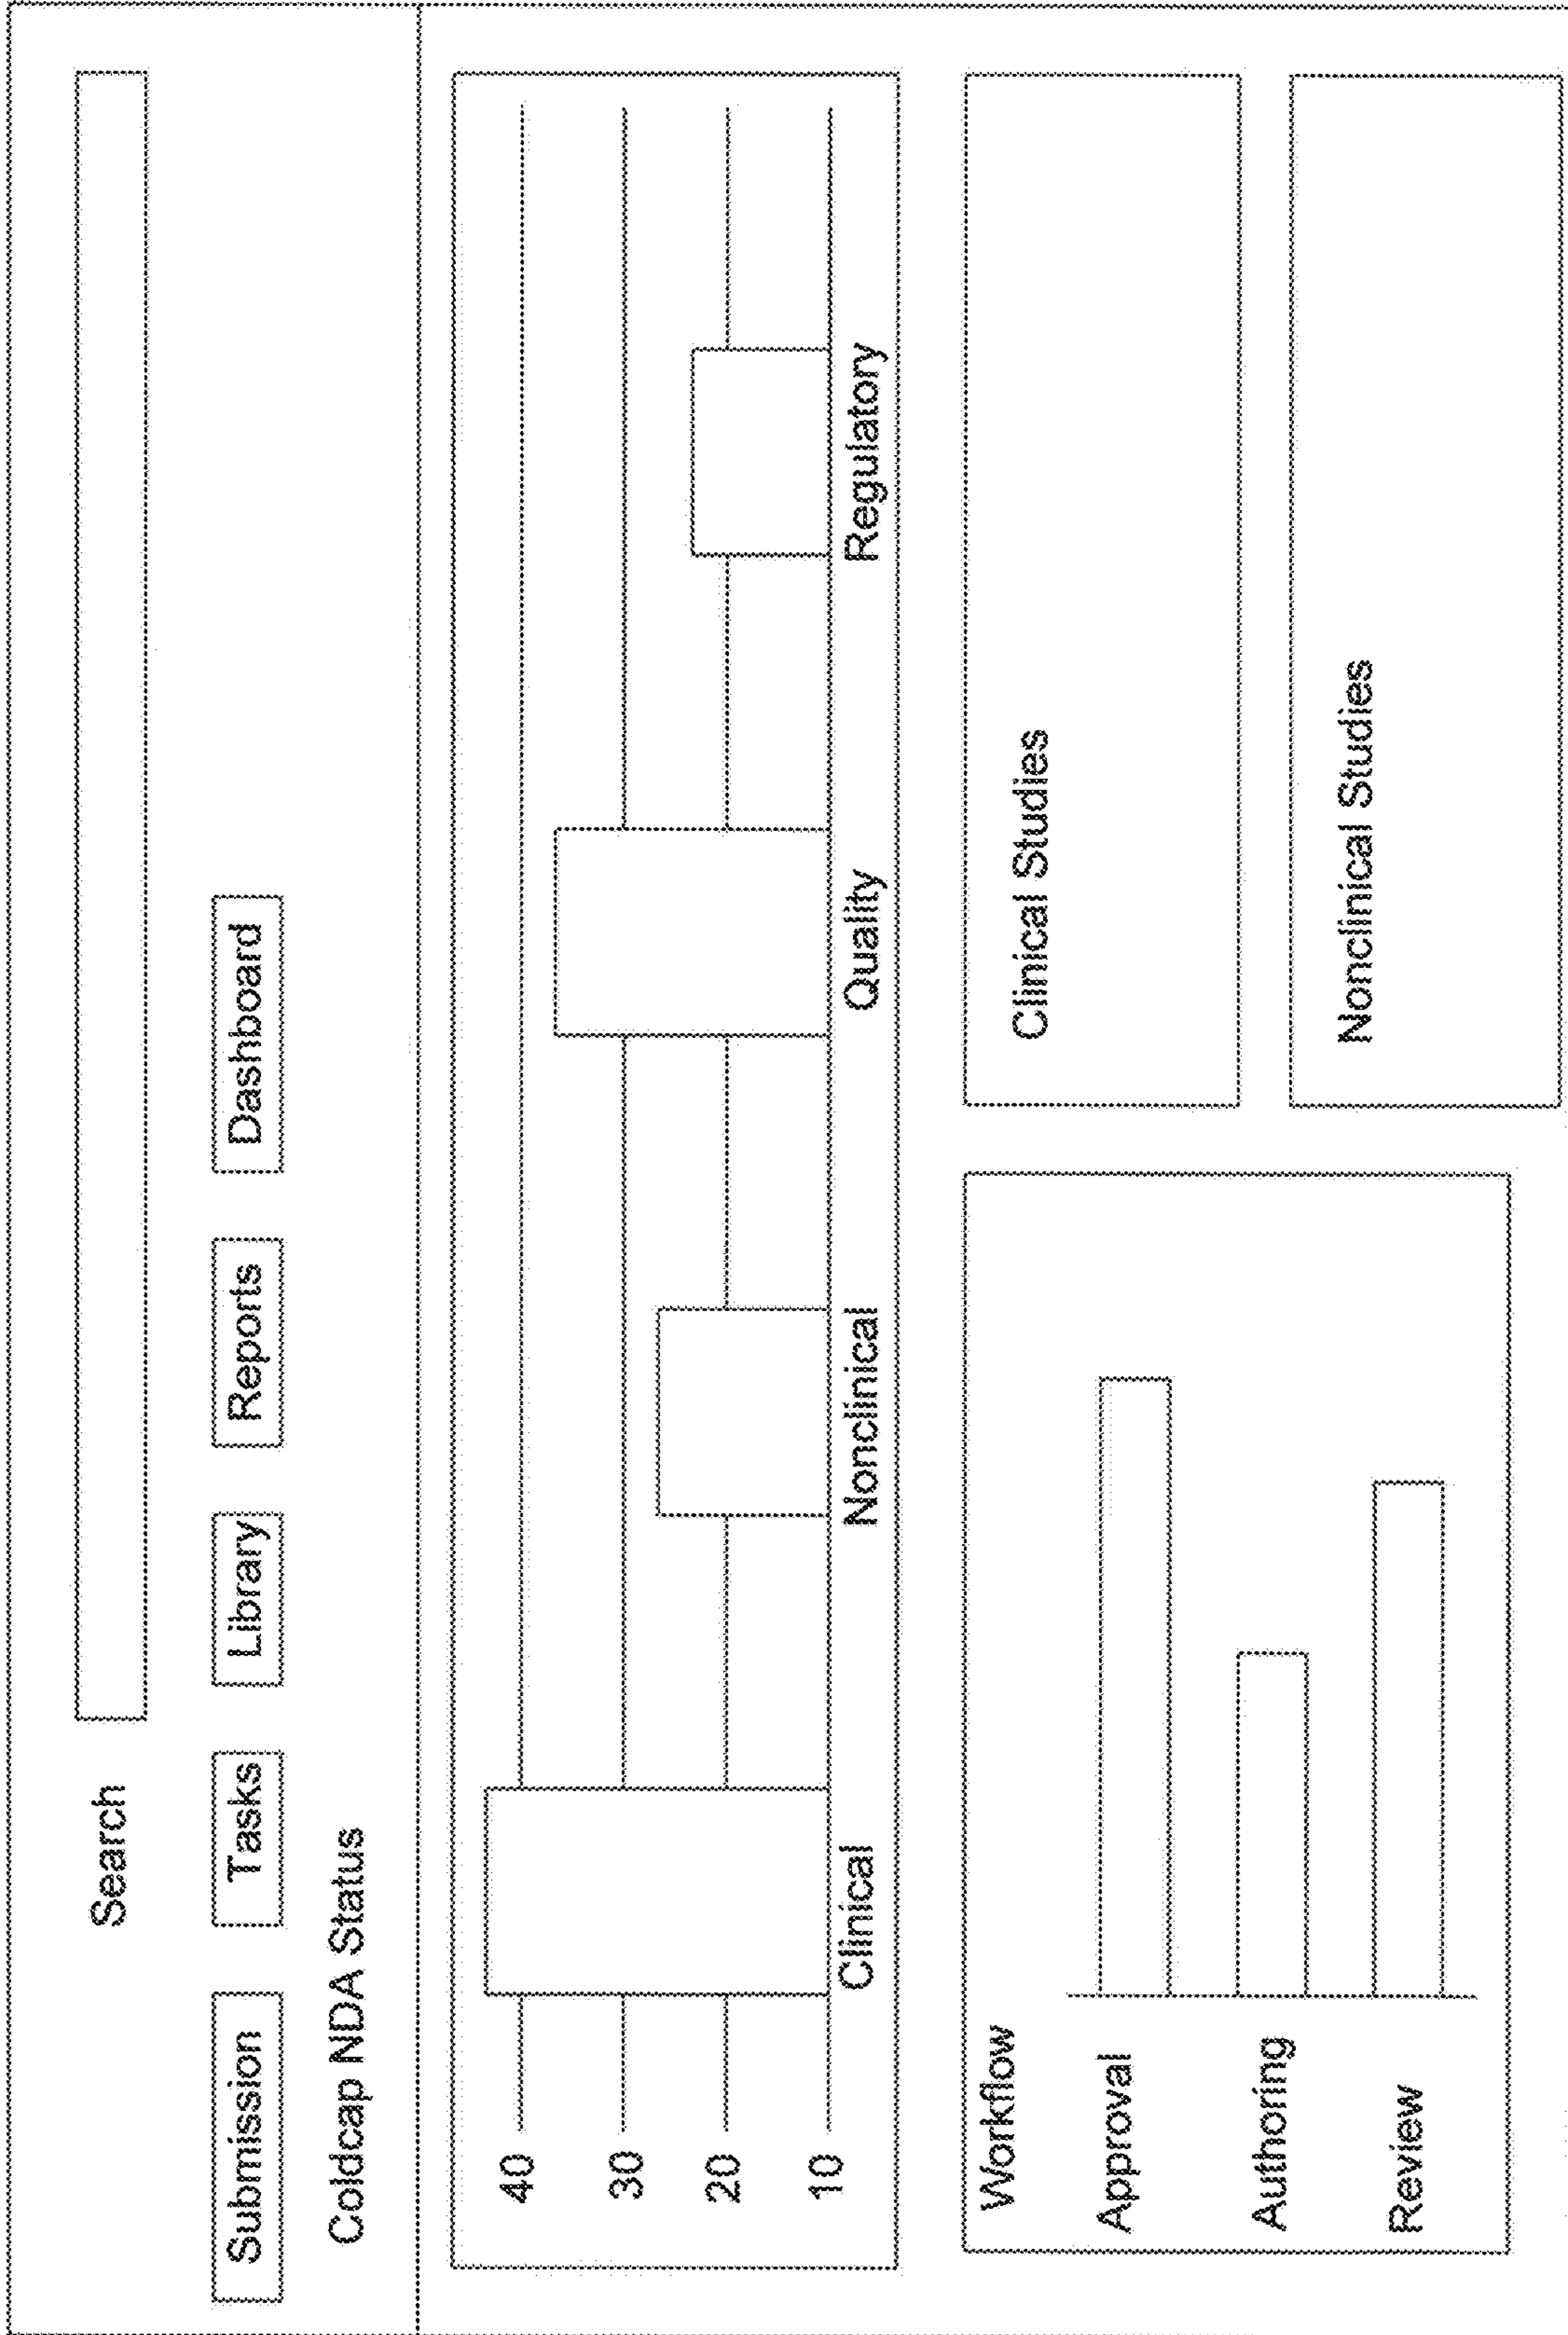 Search
Submission Tasks Library Reports Dashboard
Coldcap NDA Status
40
30
20
10
Clinical Nonclinical Quality Regulatory
Workflow
Approval
Authoring
Review
Clinical Studies
Nonclinical Studies